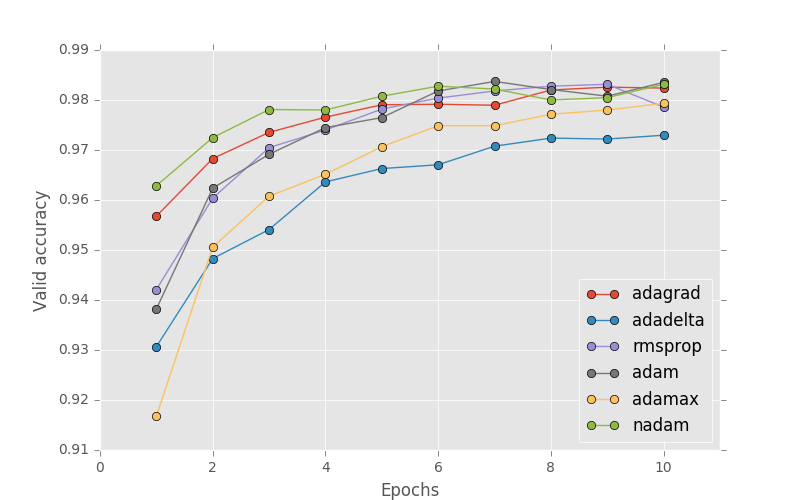 0.99
0.98
0.97
0.96
0.95
0.94
0.93
0.92
0.91
Valid accuracy
0 2 4 6 8 10
Epochs
adagrad
adadelta
rmsprop
adam
adamax
nadam